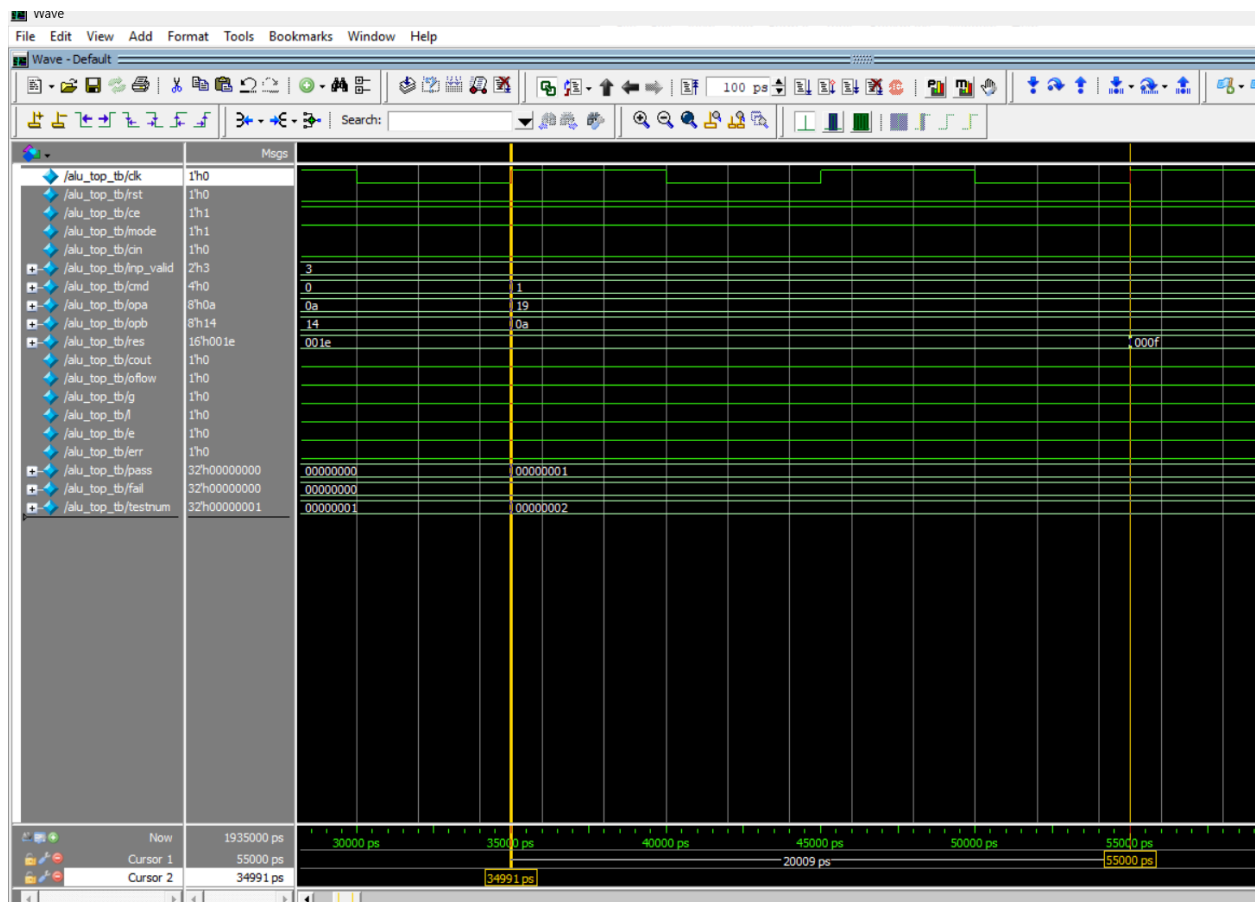 Wave
File Edit View Add Format Tools Bookmarks Window Help
Wave - Default
100 ps
Search:
Msgs
/alu_top_tb/clk 1'h0
/alu_top_tb/rst 1'h0
/alu_top_tb/ce 1'h1
/alu_top_tb/mode 1'h1
/alu_top_tb/cin 1'h0
/alu_top_tb/inp_valid 2'h3 3
/alu_top_tb/cmd 4'h0 0 1
/alu_top_tb/opa 8'h0a 0a 19
/alu_top_tb/opb 8'h14 14 0a
/alu_top_tb/res 16'h001e 001e 000f
/alu_top_tb/cout 1'h0
/alu_top_tb/oflow 1'h0
/alu_top_tb/g 1'h0
/alu_top_tb/l 1'h0
/alu_top_tb/e 1'h0
/alu_top_tb/err 1'h0
/alu_top_tb/pass 32'h00000000 00000000 00000001
/alu_top_tb/fail 32'h00000000 00000000
/alu_top_tb/testnum 32'h00000001 00000001 00000002
Now 1935000 ps 30000 ps 35000 ps 40000 ps 45000 ps 50000 ps 55000 ps
Cursor 1 55000 ps 20009 ps 55000 ps
Cursor 2 34991 ps 34991 ps